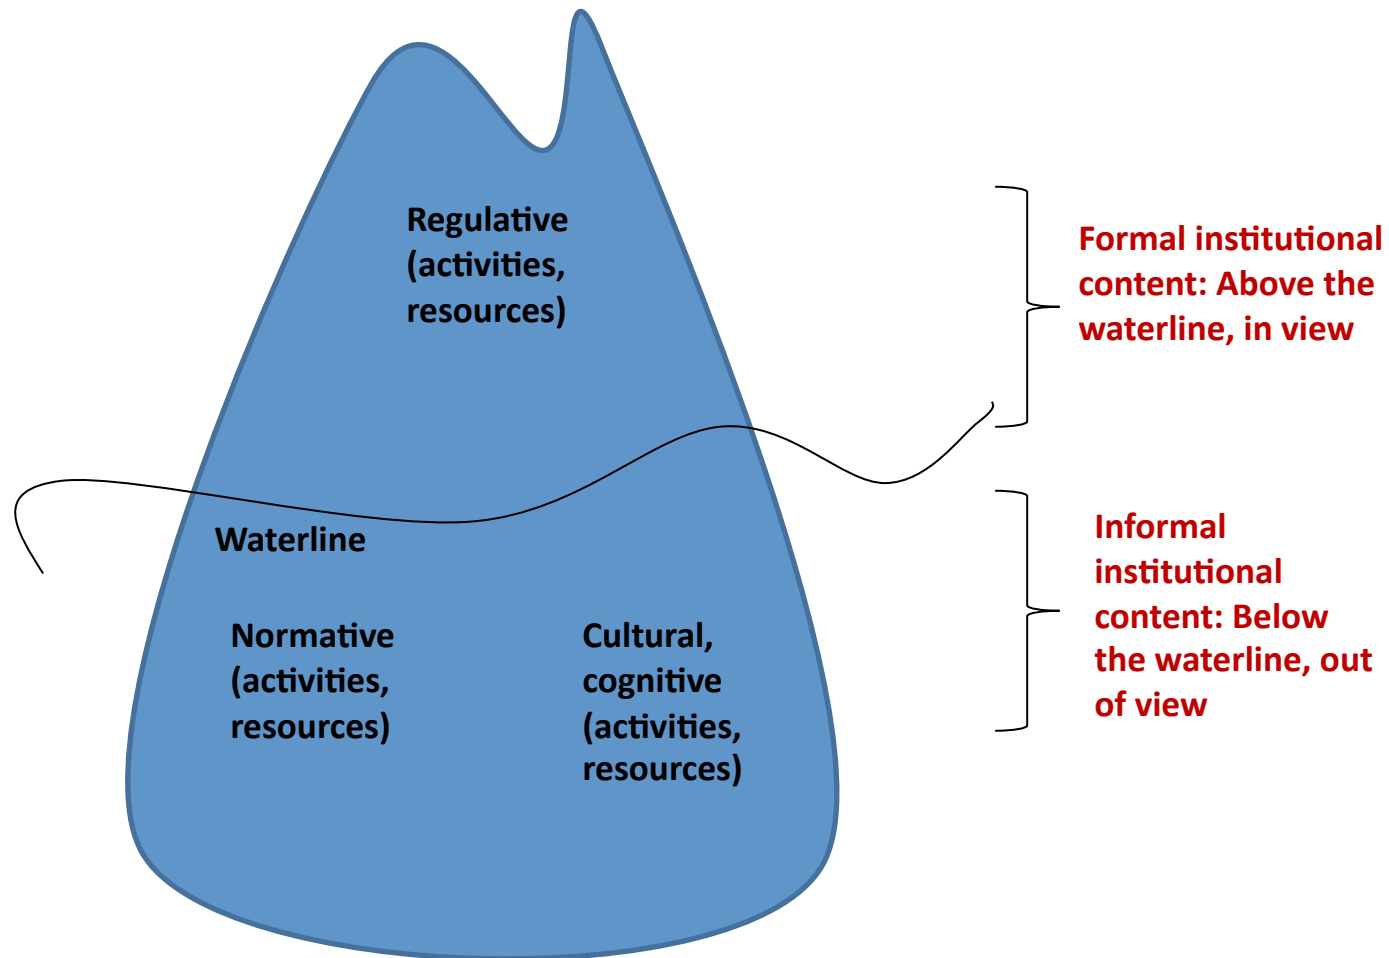 Regulative
(activities,
resources)
Formal institutional
content: Above the
waterline, in view
Waterline
Normative
(activities,
resources)
Cultural,
cognitive
(activities,
resources)
Informal
institutional
content: Below
the waterline, out
of view